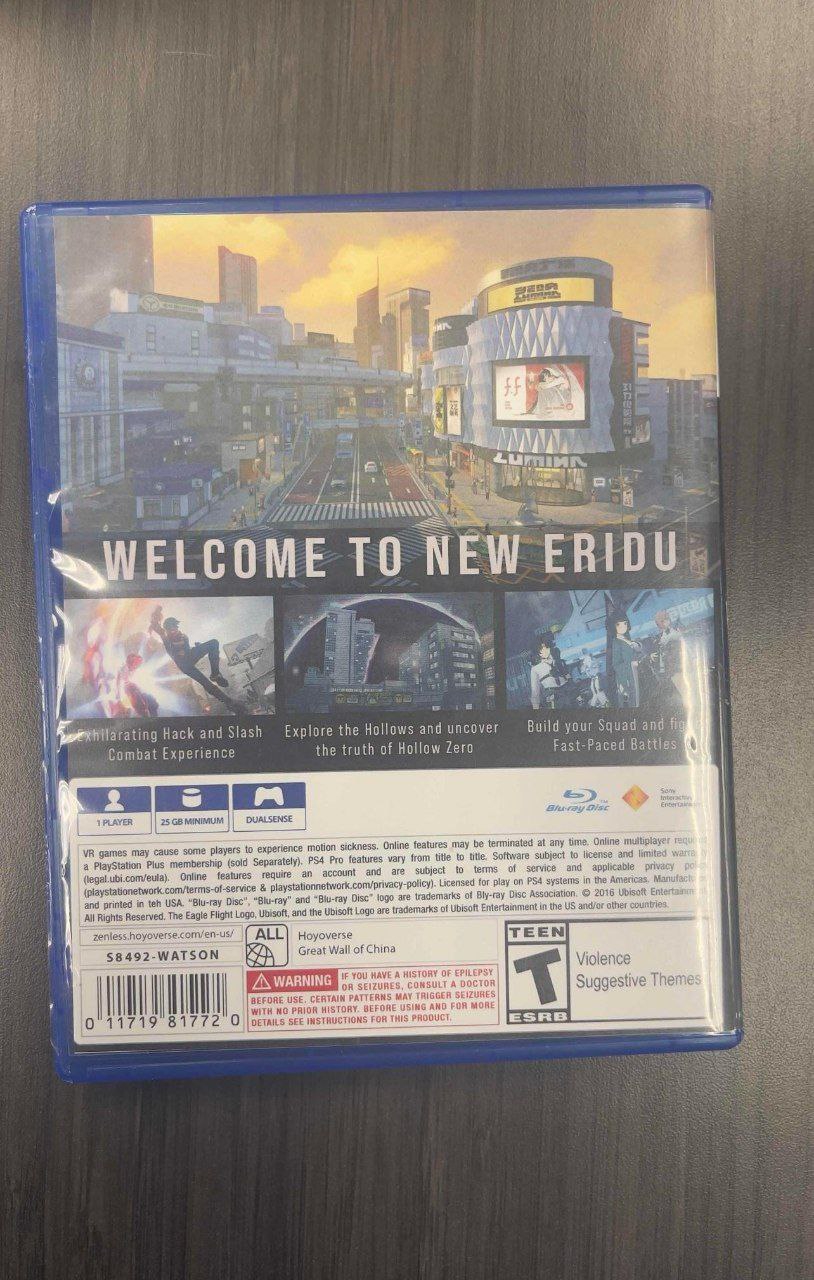 ZENLESS
ff
WELCOME TO NEW ERIDU
Exhilarating Hack and Slash
Combat Experience
Explore the Hollows and uncover
the truth of Hollow Zero
Build your Squad and
Fast-Paced Battles
1 PLAYER
25 GB MINIMUM
DUALSENSE
Blu-ray Disc™
Sony
Interactive
VR games may cause some players to experience motion sickness. Online features may be terminated at any time. Online multiplayer
a PlayStation Plus membership (sold Separately). PS4 Pro features vary from title to title. Software subject to license and limited
(legal.ubi.com/eula). Online features require an account and are subject to terms of service and applicable privacy
(playstationetwork.com/terms-of-service & playstationnetwork.com/privacy-policy). Licensed for play on PS4 systems in the Americas.
and printed in teh USA. "Blu-ray Disc", "Blu-ray" and "Blu-ray Disc" logo are trademarks of Bly-ray Disc Association. © 2016 Ubisoft
All Rights Reserved. The Eagle Flight Logo, Ubisoft, and the Ubisoft Logo are trademarks of Ubisoft Entertainment in the US and/or other countries.
zenless.hoyoverse.com/en-us/
S8492-WATSON
0 11719 81772 0
ALL
Hoyoverse
Great Wall of China
WARNING
IF YOU HAVE A HISTORY OF EPILEPSY
OR SEIZURES, CONSULT A DOCTOR
BEFORE USE. CERTAIN PATTERNS MAY TRIGGER SEIZURES
WITH NO PRIOR HISTORY. BEFORE USING AND FOR MORE
DETAILS SEE INSTRUCTIONS FOR THIS PRODUCT.
TEEN
T
ESRB
Violence
Suggestive Themes